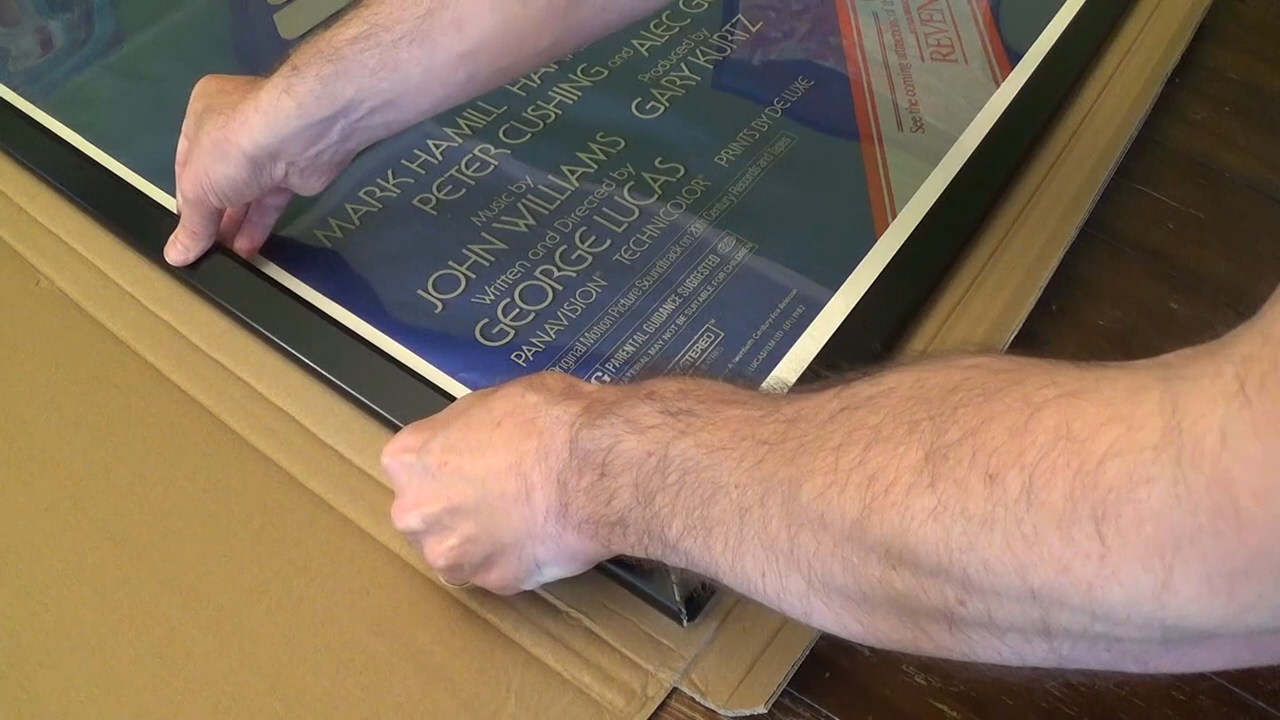 MARK HAMILL HA
PETER CUSHING and ALEC G
Music by
JOHN WILLIAMS
Written and Directed by
GEORGE LUCAS
Produced by
GARY KURTZ
PANAVISION® TECHNICOLOR® PRINTS BY DE LUXE
Original Motion Picture Soundtrack on 20th Century Records and Tapes
G PARENTAL GUIDANCE SUGGESTED
MATERIAL MAY NOT BE SUITABLE FOR CHILDREN
STEREO
LUCASFILM LTD.
See the coming attraction of
REVEN